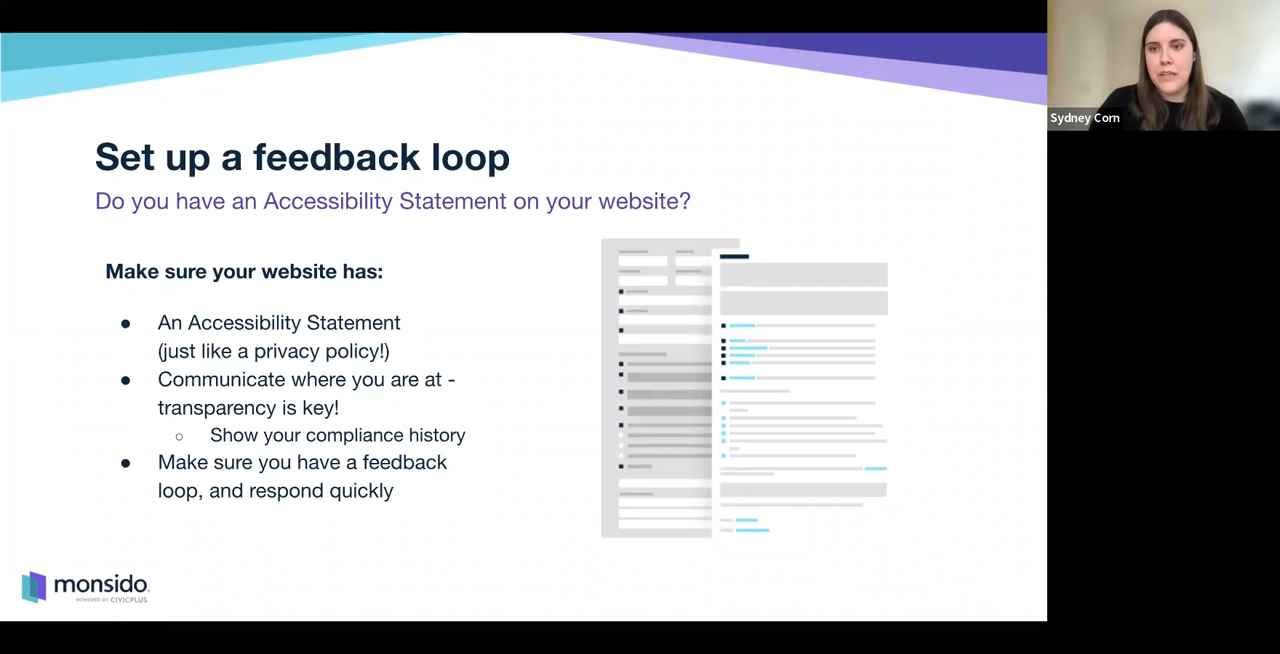 Set up a feedback loop
Do you have an Accessibility Statement on your website?
Make sure your website has:
● An Accessibility Statement
(just like a privacy policy!)
● Communicate where you are at -
transparency is key!
○ Show your compliance history
● Make sure you have a feedback
loop, and respond quickly
monsido
POWERED BY CIVICPLUS
Sydney Corn